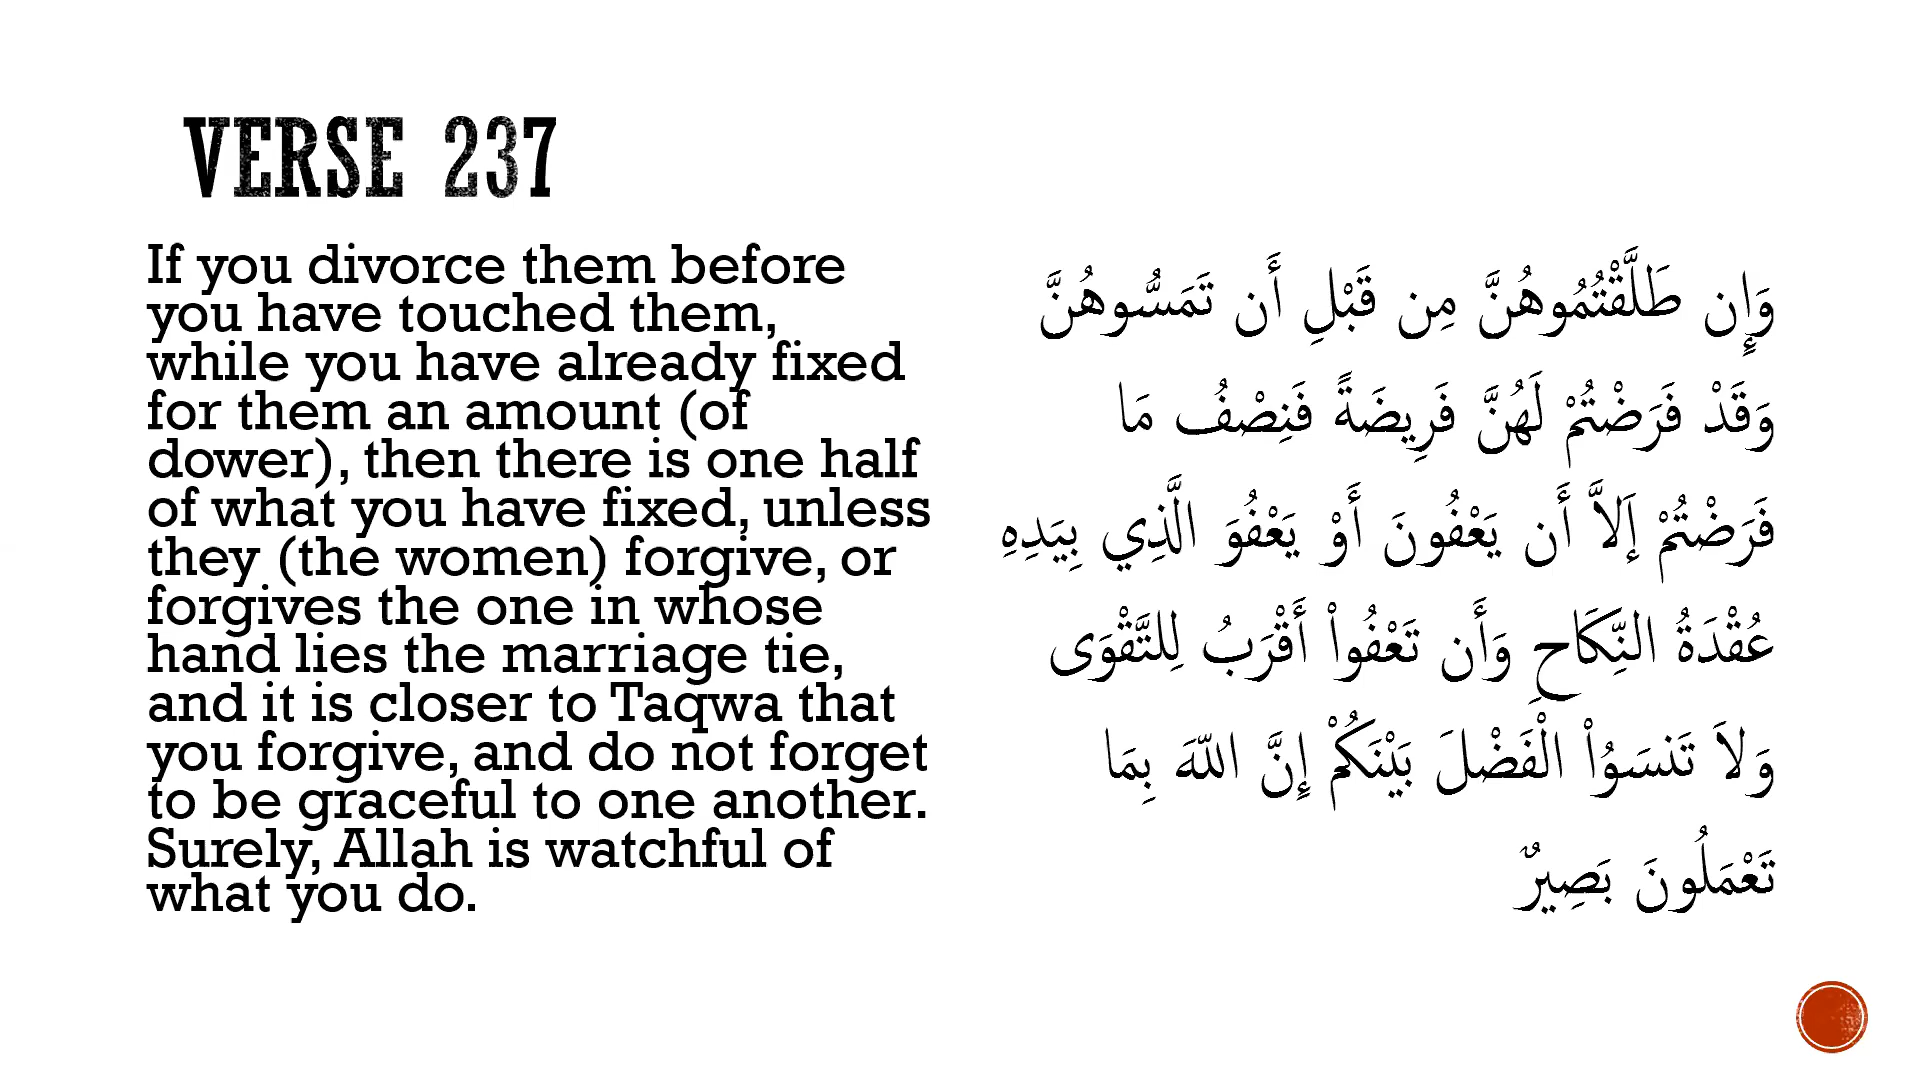 VERSE 237
If you divorce them before
you have touched them,
while you have already fixed
for them an amount (of
dower), then there is one half
of what you have fixed, unless
they (the women) forgive, or
forgives the one in whose
hand lies the marriage tie,
and it is closer to Taqwa that
you forgive, and do not forget
to be graceful to one another.
Surely, Allah is watchful of
what you do.
وَإِن طَلَّقْتُمُوهُنَّ مِن قَبْلِ أَن تَمَسُّوهُنَّ
وَقَدْ فَرَضْتُمْ لَهُنَّ فَرِيضَةً فَنِصْفُ مَا
فَرَضْتُمْ إَلاَّ أَن يَعْفُونَ أَوْ يَعْفُوَ الَّذِي بِيَدِهِ
عُقْدَةُ النِّكَاحِ وَأَن تَعْفُواْ أَقْرَبُ لِلتَّقْوَى
وَلاَ تَنسَوُاْ الْفَضْلَ بَيْنَكُمْ إِنَّ اللّهَ بِمَا
تَعْمَلُونَ بَصِيرٌ